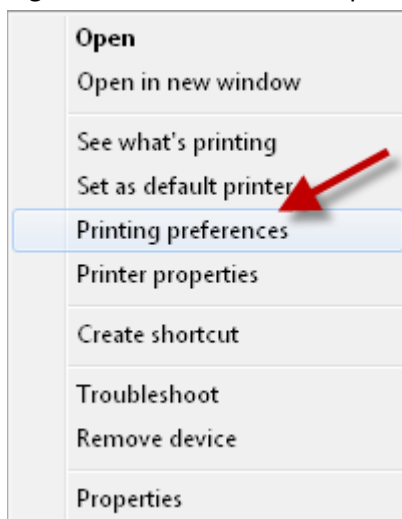 Open
Open in new window
See what's printing
Set as default printer
Printing preferences
Printer properties
Create shortcut
Troubleshoot
Remove device
Properties